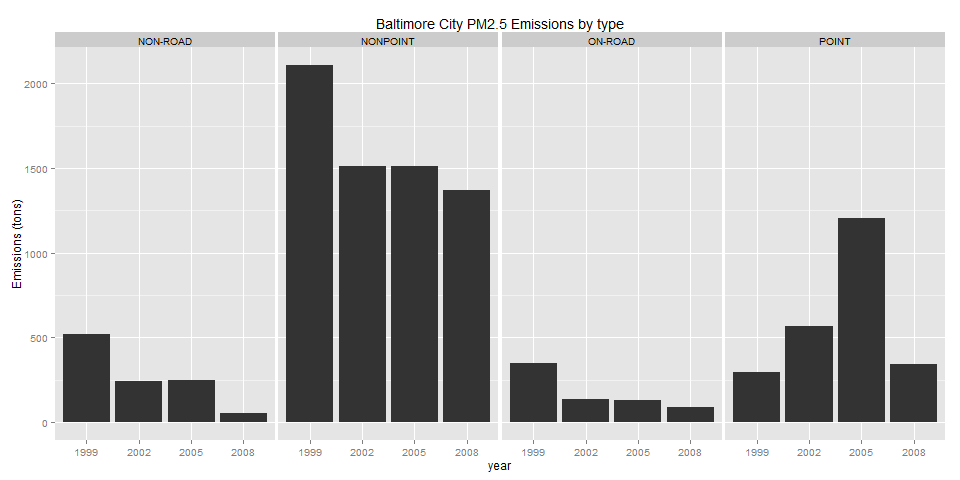 Baltimore City PM2.5 Emissions by type
NON-ROAD NONPOINT ON-ROAD POINT
2000
1500
1000
500
0
Emissions (tons)
1999 2002 2005 2008 1999 2002 2005 2008 1999 2002 2005 2008 1999 2002 2005 2008
year